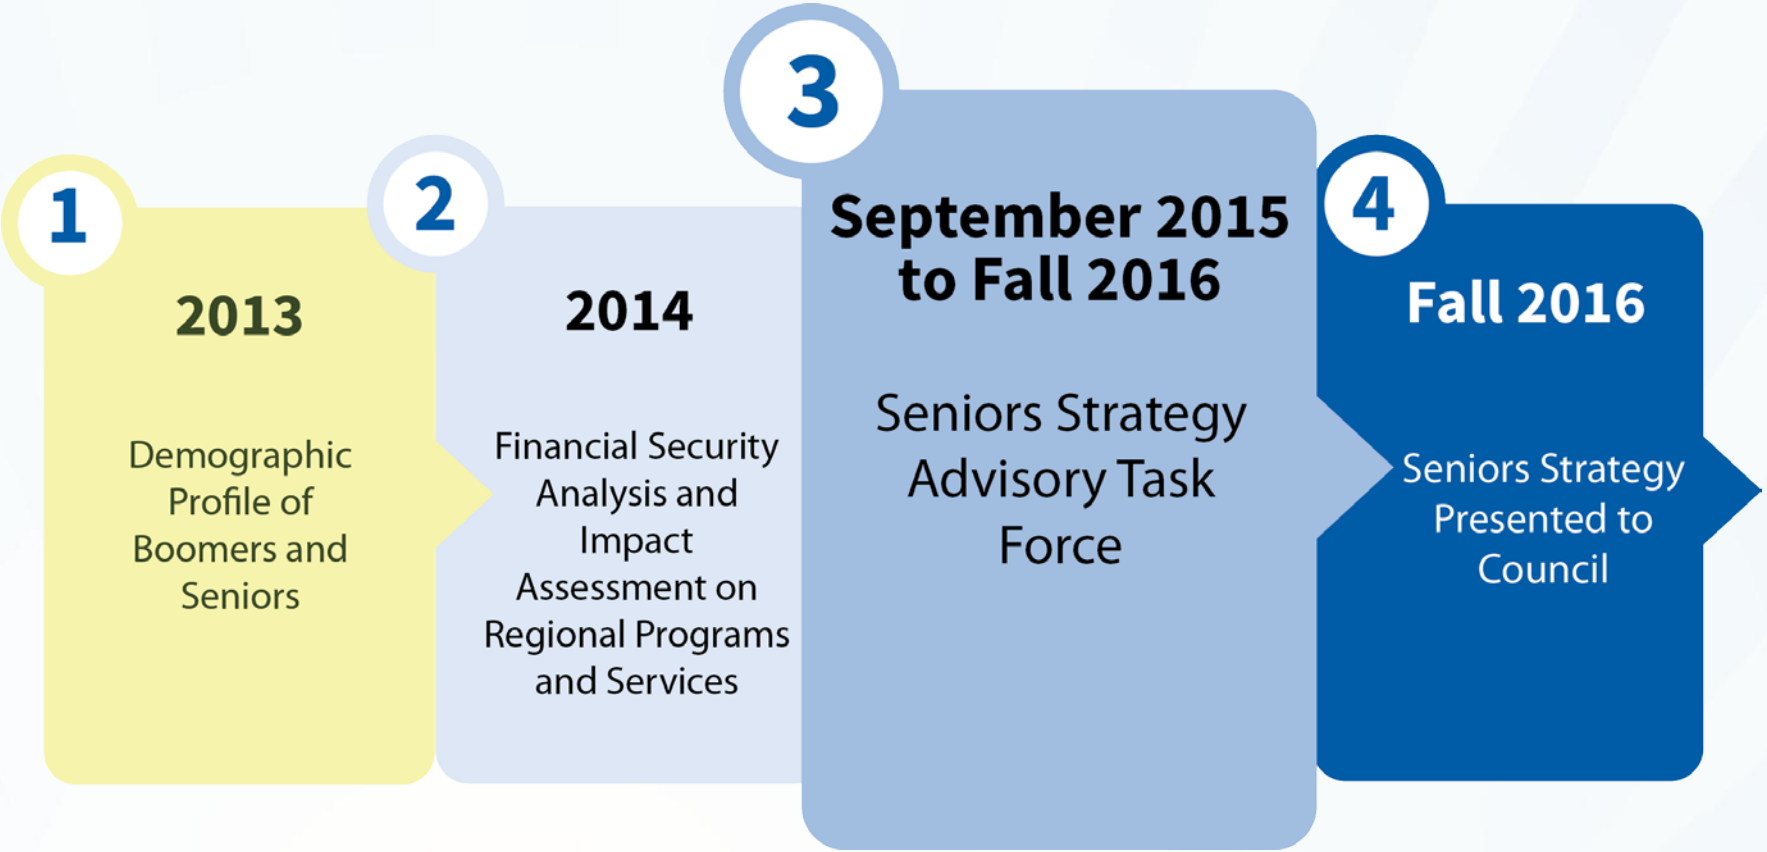 1
2013
Demographic
Profile of
Boomers and
Seniors
2
2014
Financial Security
Analysis and
Impact
Assessment on
Regional Programs
and Services
3
September 2015
to Fall 2016
Seniors Strategy
Advisory Task
Force
4
Fall 2016
Seniors Strategy
Presented to
Council